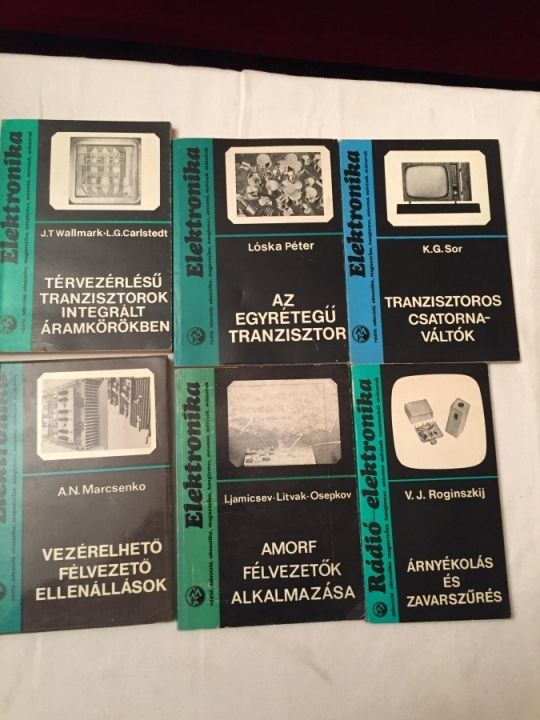 Elektronika
J.T Wallmark-L.G.Carlstedt
TÉRVEZÉRLÉSŰ
TRANZISZTOROK
INTEGRÁLT
ÁRAMKÖRÖKBEN
Elektronika
Lóska Péter
AZ
EGYRÉTEGŰ
TRANZISZTOR
Elektronika
K.G. Sor
TRANZISZTOROS
CSATORNA-
VÁLTÓK
A.N. Marcsenko
VEZÉRELHETŐ
FÉLVEZETŐ
ELLENÁLLÁSOK
Elektronika
Ljamicsev-Litvak-Osepkov
AMORF
FÉLVEZETŐK
ALKALMAZÁSA
Rádió elektronika
V. J. Roginszkij
ÁRNYÉKOLÁS
ÉS
ZAVARSZŰRÉS